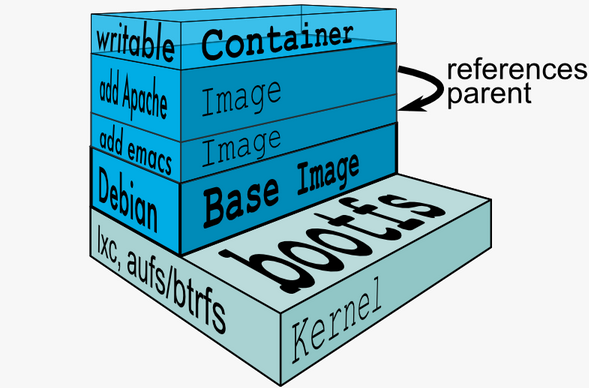 writable Container
add Apache Image
references
parent
add emacs Image
Debian Base Image
bootfs
lxc, aufs/btrfs
Kernel